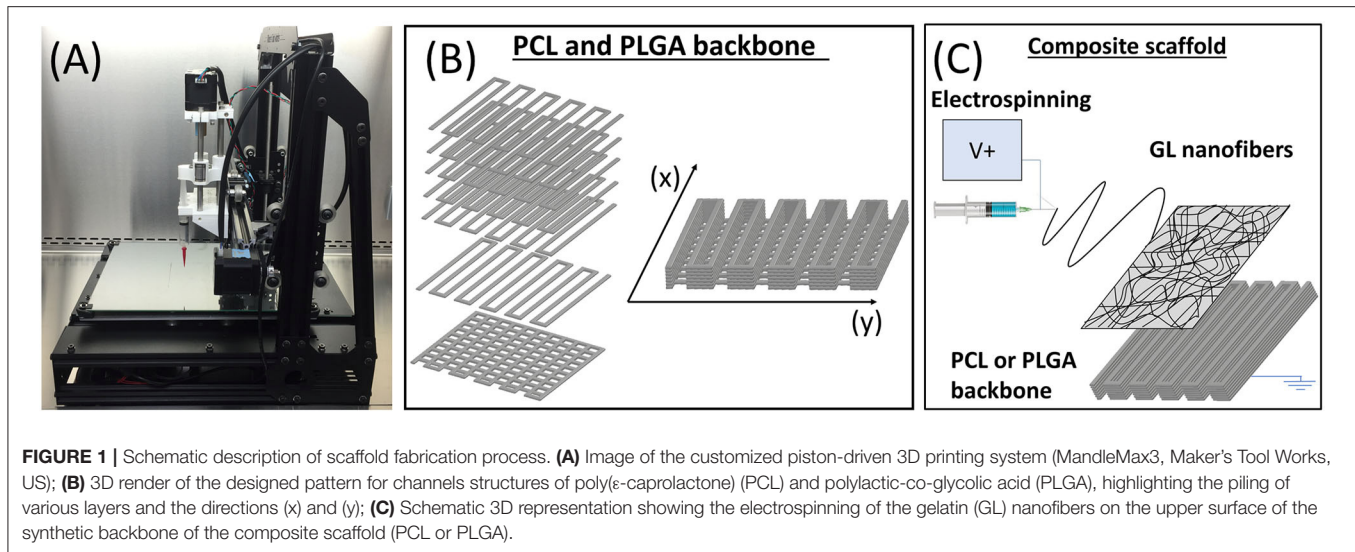 (A)
(B)
PCL and PLGA backbone
(x)
(y)
(C)
Composite scaffold
Electrospinning
V+
GL nanofibers
PCL or PLGA
backbone
FIGURE 1 | Schematic description of scaffold fabrication process. (A) Image of the customized piston-driven 3D printing system (MandleMax3, Maker's Tool Works,
US); (B) 3D render of the designed pattern for channels structures of poly(ε-caprolactone) (PCL) and polylactic-co-glycolic acid (PLGA), highlighting the piling of
various layers and the directions (x) and (y); (C) Schematic 3D representation showing the electrospinning of the gelatin (GL) nanofibers on the upper surface of the
synthetic backbone of the composite scaffold (PCL or PLGA).